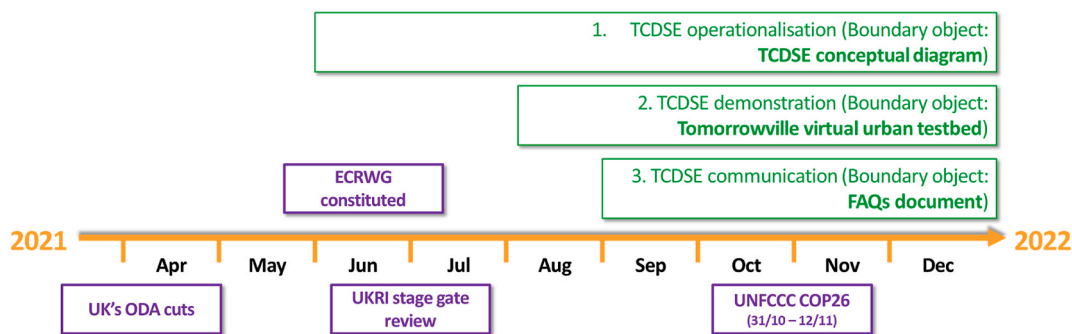 1. TCDSE operationalisation (Boundary object:
TCDSE conceptual diagram)
2. TCDSE demonstration (Boundary object:
Tomorrowville virtual urban testbed)
ECRWG
constituted
3. TCDSE communication (Boundary object:
FAQs document)
2021
2022
Apr May Jun Jul Aug Sep Oct Nov Dec
UK's ODA cuts
UKRI stage gate
review
UNFCCC COP26
(31/10 – 12/11)